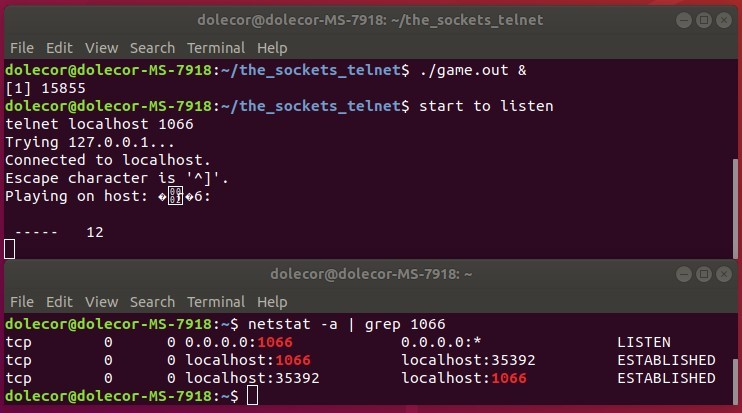 dolecor@dolecor-MS-7918: ~/the_sockets_telnet
File Edit View Search Terminal Help
dolecor@dolecor-MS-7918:~/the_sockets_telnet$ ./game.out &
[1] 15855
dolecor@dolecor-MS-7918:~/the_sockets_telnet$ start to listen
telnet localhost 1066
Trying 127.0.0.1...
Connected to localhost.
Escape character is '^]'.
Playing on host: ��6:
----- 12
dolecor@dolecor-MS-7918: ~
File Edit View Search Terminal Help
dolecor@dolecor-MS-7918:~$ netstat -a | grep 1066
tcp 0 0 0.0.0.0:1066 0.0.0.0:* LISTEN
tcp 0 0 localhost:1066 localhost:35392 ESTABLISHED
tcp 0 0 localhost:35392 localhost:1066 ESTABLISHED
dolecor@dolecor-MS-7918:~$